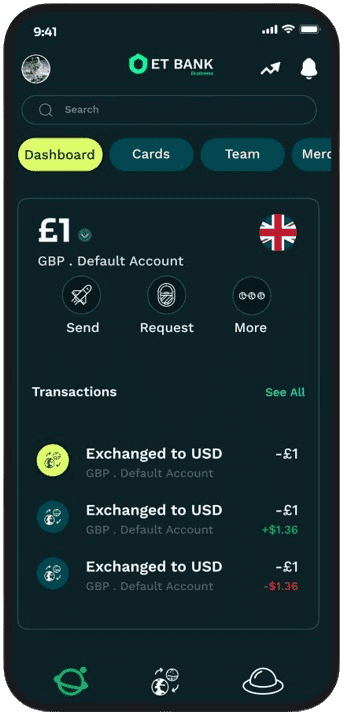 9:41
ET BANK
Business
Search
Dashboard
Cards
Team
Merc
£1
GBP . Default Account
Send
Request
More
Transactions
See All
Exchanged to USD
-£1
GBP . Default Account
Exchanged to USD
-£1
GBP . Default Account
+$1.36
Exchanged to USD
-£1
GBP . Default Account
-$1.36